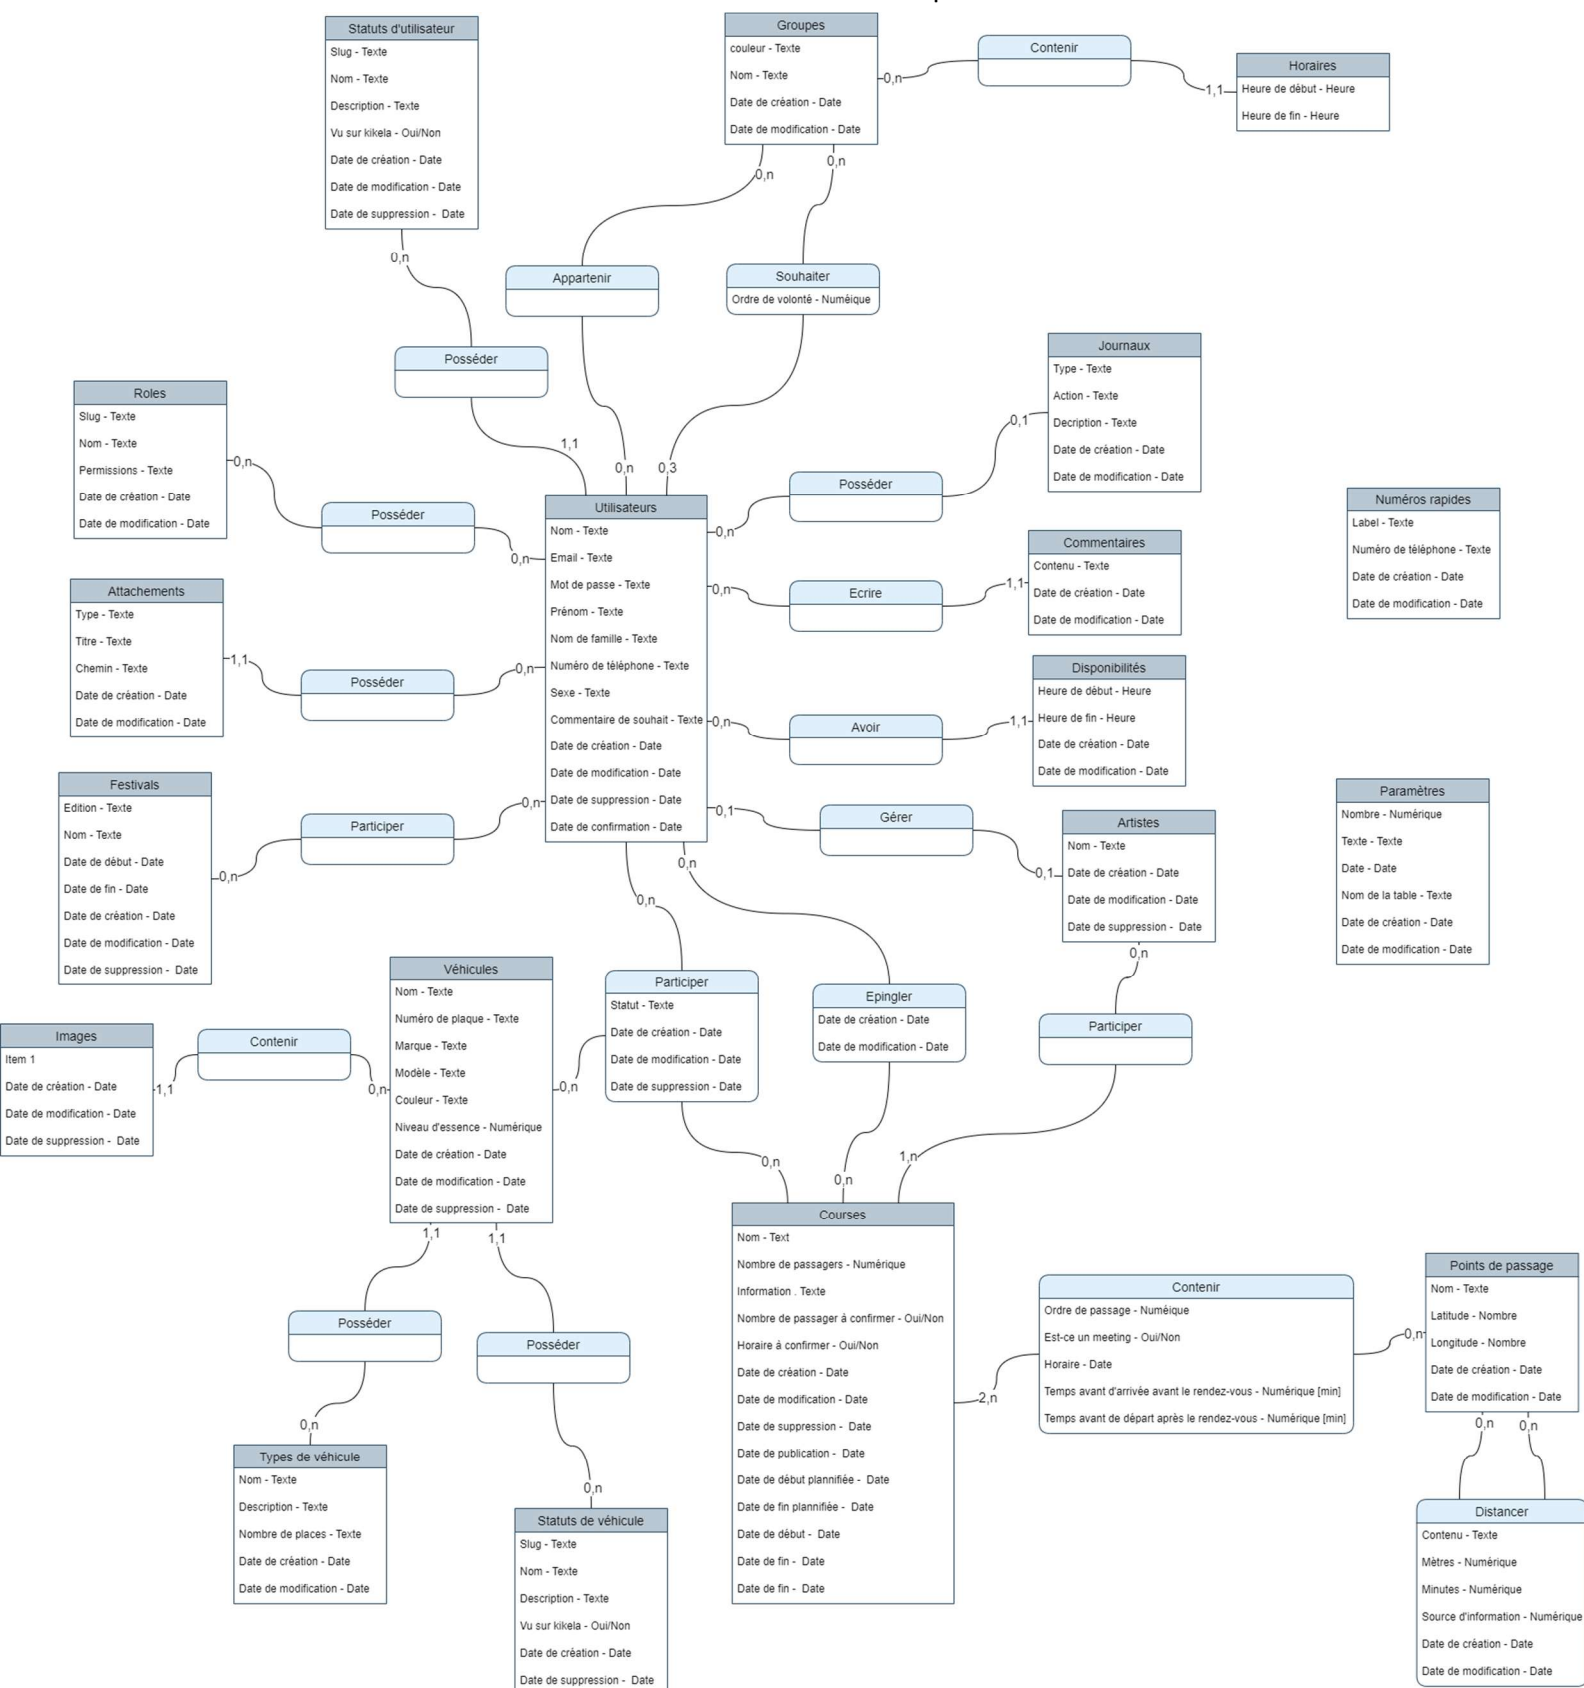 Statuts d'utilisateur
Slug - Texte
Nom - Texte
Description - Texte
Vu sur kikela - Oui/Non
Date de création - Date
Date de modification - Date
Date de suppression - Date
0,n
Groupes
couleur - Texte
Nom - Texte
Date de création - Date
Date de modification - Date
0,n
0,n
0,n
Contenir
1,1
Horaires
Heure de début - Heure
Heure de fin - Heure
Appartenir
Souhaiter
Ordre de volonté - Numéique
Posséder
1,1
0,n
0,3
Roles
Slug - Texte
Nom - Texte
Permissions - Texte
Date de création - Date
Date de modification - Date
0,n
Posséder
0,n
Journaux
Type - Texte
Action - Texte
Decription - Texte
Date de création - Date
Date de modification - Date
0,1
Posséder
0,n
Utilisateurs
Nom - Texte
Email - Texte
Mot de passe - Texte
Prénom - Texte
Nom de famille - Texte
Numéro de téléphone - Texte
Sexe - Texte
Commentaire de souhait - Texte
Date de création - Date
Date de modification - Date
Date de suppression - Date
Date de confirmation - Date
Numéros rapides
Label - Texte
Numéro de téléphone - Texte
Date de création - Date
Date de modification - Date
Commentaires
Contenu - Texte
Date de création - Date
Date de modification - Date
0,n
Ecrire
1,1
Attachements
Type - Texte
Titre - Texte
Chemin - Texte
Date de création - Date
Date de modification - Date
1,1
Posséder
0,n
Disponibilités
Heure de début - Heure
Heure de fin - Heure
Date de création - Date
Date de modification - Date
0,n
Avoir
1,1
Festivals
Edition - Texte
Nom - Texte
Date de début - Date
Date de fin - Date
Date de création - Date
Date de modification - Date
Date de suppression - Date
0,n
Participer
0,n
0,1
Gérer
0,1
Artistes
Nom - Texte
Date de création - Date
Date de modification - Date
Date de suppression - Date
0,n
Paramètres
Nombre - Numérique
Texte - Texte
Date - Date
Nom de la table - Texte
Date de création - Date
Date de modification - Date
0,n
0,n
Véhicules
Nom - Texte
Numéro de plaque - Texte
Marque - Texte
Modèle - Texte
Couleur - Texte
Niveau d'essence - Numérique
Date de création - Date
Date de modification - Date
Date de suppression - Date
Participer
Statut - Texte
Date de création - Date
Date de modification - Date
Date de suppression - Date
0,n
0,n
Epingler
Date de création - Date
Date de modification - Date
0,n
Participer
1,n
Images
Item 1
Date de création - Date
Date de modification - Date
Date de suppression - Date
1,1
Contenir
0,n
1,1
1,1
Posséder
Posséder
0,n
0,n
Types de véhicule
Nom - Texte
Description - Texte
Nombre de places - Texte
Date de création - Date
Date de modification - Date
Statuts de véhicule
Slug - Texte
Nom - Texte
Description - Texte
Vu sur kikela - Oui/Non
Date de création - Date
Date de suppression - Date
Courses
Nom - Text
Nombre de passagers - Numérique
Information . Texte
Nombre de passager à confirmer - Oui/Non
Horaire à confirmer - Oui/Non
Date de création - Date
Date de modification - Date
Date de suppression - Date
Date de publication - Date
Date de début plannifiée - Date
Date de fin plannifiée - Date
Date de début - Date
Date de fin - Date
Date de fin - Date
2,n
Contenir
Ordre de passage - Numéique
Est-ce un meeting - Oui/Non
Horaire - Date
Temps avant d'arrivée avant le rendez-vous - Numérique [min]
Temps avant de départ après le rendez-vous - Numérique [min]
0,n
Points de passage
Nom - Texte
Latitude - Nombre
Longitude - Nombre
Date de création - Date
Date de modification - Date
0,n
0,n
Distancer
Contenu - Texte
Mètres - Numérique
Minutes - Numérique
Source d'information - Numérique
Date de création - Date
Date de modification - Date